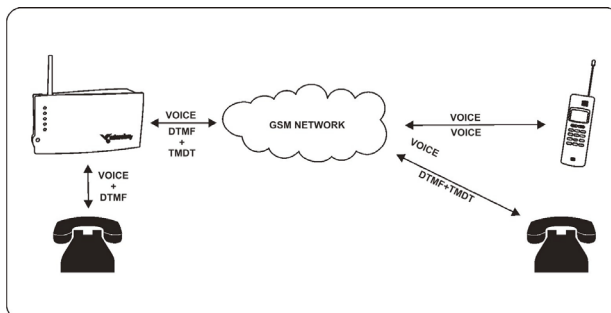 VOICE
DTMF
+
TMDT
GSM NETWORK
VOICE
VOICE
VOICE
DTMF+TMDT
VOICE
+
DTMF